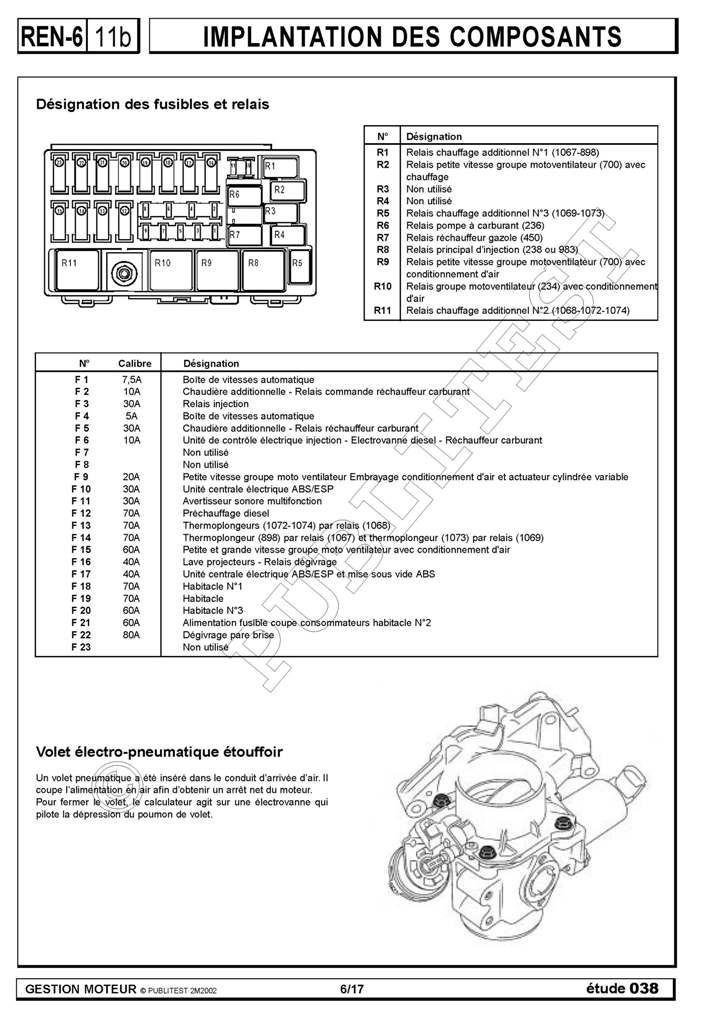 REN-6 11b IMPLANTATION DES COMPOSANTS
Désignation des fusibles et relais
R1
R2
R6
R3
R7
R4
R11
R10
R9
R8
R5
N° Désignation
R1 Relais chauffage additionnel N°1 (1067-898)
R2 Relais petite vitesse groupe motoventilateur (700) avec
chauffage
R3 Non utilisé
R4 Non utilisé
R5 Relais chauffage additionnel N°3 (1069-1073)
R6 Relais pompe à carburant (236)
R7 Relais réchauffeur gazole (450)
R8 Relais principal d'injection (238 ou 983)
R9 Relais petite vitesse groupe motoventilateur (700) avec
conditionnement d'air
R10 Relais groupe motoventilateur (234) avec conditionnement
d'air
R11 Relais chauffage additionnel N°2 (1068-1072-1074)
N° Calibre Désignation
F 1 7,5A Boîte de vitesses automatique
F 2 10A Chaudière additionnelle - Relais commande réchauffeur carburant
F 3 30A Relais injection
F 4 5A Boîte de vitesses automatique
F 5 30A Chaudière additionnelle - Relais réchauffeur carburant
F 6 10A Unité de contrôle électrique injection - Electrovanne diesel - Réchauffeur carburant
F 7 Non utilisé
F 8 Non utilisé
F 9 20A Petite vitesse groupe moto ventilateur Embrayage conditionnement d'air et actuateur cylindrée variable
F 10 30A Unité centrale électrique ABS/ESP
F 11 30A Avertisseur sonore multifonction
F 12 70A Préchauffage diesel
F 13 70A Thermoplongeurs (1072-1074) par relais (1068)
F 14 70A Thermoplongeur (898) par relais (1067) et thermoplongeur (1073) par relais (1069)
F 15 60A Petite et grande vitesse groupe moto ventilateur avec conditionnement d'air
F 16 40A Lave projecteurs - Relais dégivrage
F 17 40A Unité centrale électrique ABS/ESP et mise sous vide ABS
F 18 70A Habitacle N°1
F 19 70A Habitacle
F 20 60A Habitacle N°3
F 21 60A Alimentation fusible coupe consommateurs habitacle N°2
F 22 80A Dégivrage pare brise
F 23 Non utilisé
© PUBLITEST
Volet électro-pneumatique étouffoir
Un volet pneumatique a été inséré dans le conduit d'arrivée d'air. Il
coupe l'alimentation en air afin d'obtenir un arrêt net du moteur.
Pour fermer le volet, le calculateur agit sur une électrovanne qui
pilote la dépression du poumon de volet.
GESTION MOTEUR © PUBLITEST 2M2002 6/17 étude 038